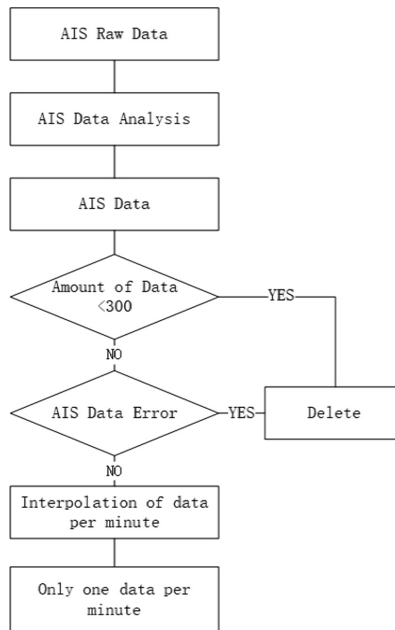 AIS Raw Data
AIS Data Analysis
AIS Data
Amount of Data
<300
YES
NO
AIS Data Error
YES
Delete
NO
Interpolation of data
per minute
Only one data per
minute